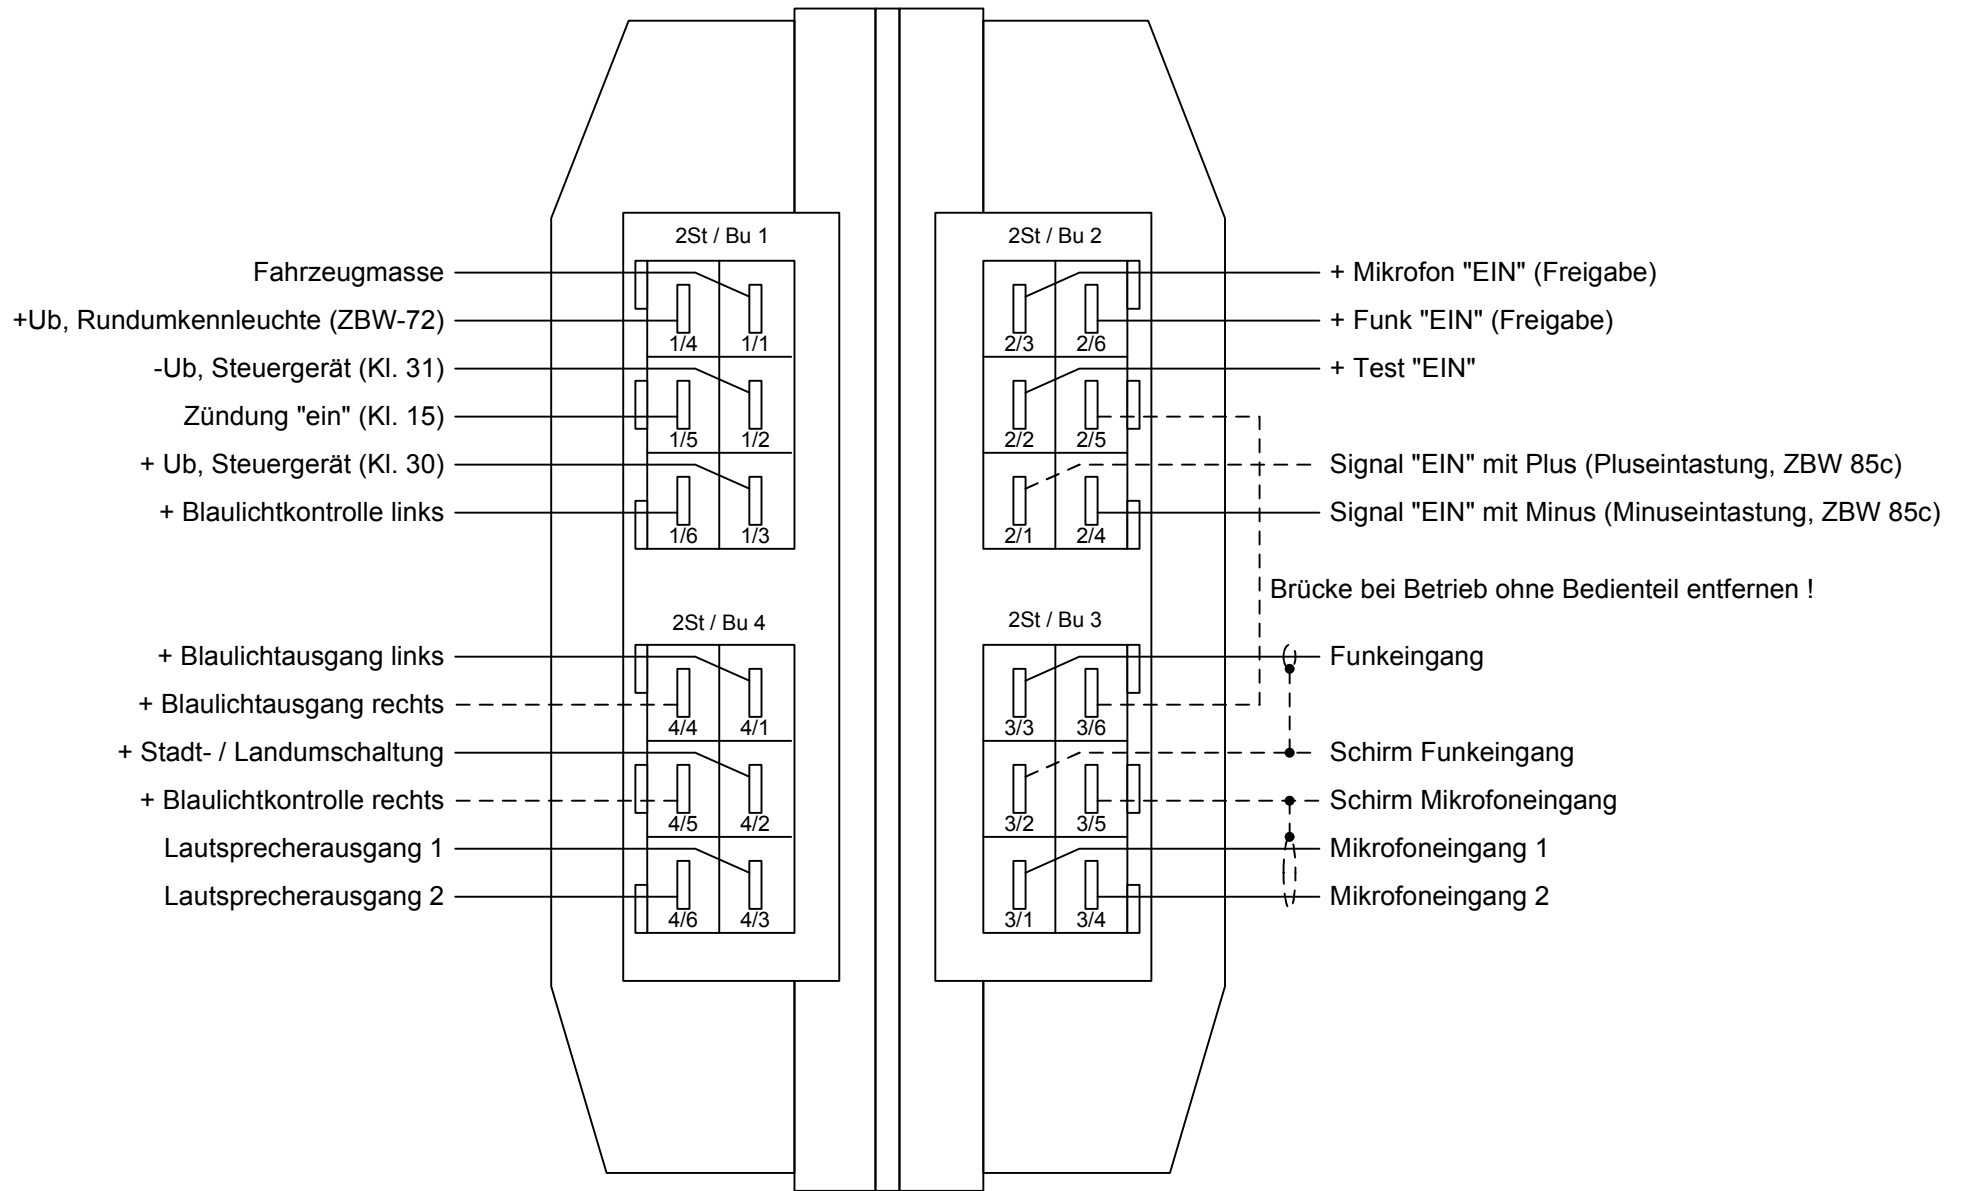 2St / Bu 1
Fahrzeugmasse
+Ub, Rundumkennleuchte (ZBW-72)
1/4 1/1
-Ub, Steuergerät (Kl. 31)
Zündung "ein" (Kl. 15)
1/5 1/2
+ Ub, Steuergerät (Kl. 30)
+ Blaulichtkontrolle links
1/6 1/3
2St / Bu 4
+ Blaulichtausgang links
+ Blaulichtausgang rechts
4/4 4/1
+ Stadt- / Landumschaltung
+ Blaulichtkontrolle rechts
4/5 4/2
Lautsprecherausgang 1
Lautsprecherausgang 2
4/6 4/3
2St / Bu 2
+ Mikrofon "EIN" (Freigabe)
+ Funk "EIN" (Freigabe)
2/3 2/6
+ Test "EIN"
2/2 2/5
Signal "EIN" mit Plus (Pluseintastung, ZBW 85c)
Signal "EIN" mit Minus (Minuseintastung, ZBW 85c)
2/1 2/4
Brücke bei Betrieb ohne Bedienteil entfernen !
2St / Bu 3
Funkeingang
3/3 3/6
Schirm Funkeingang
Schirm Mikrofoneingang
3/2 3/5
Mikrofoneingang 1
Mikrofoneingang 2
3/1 3/4